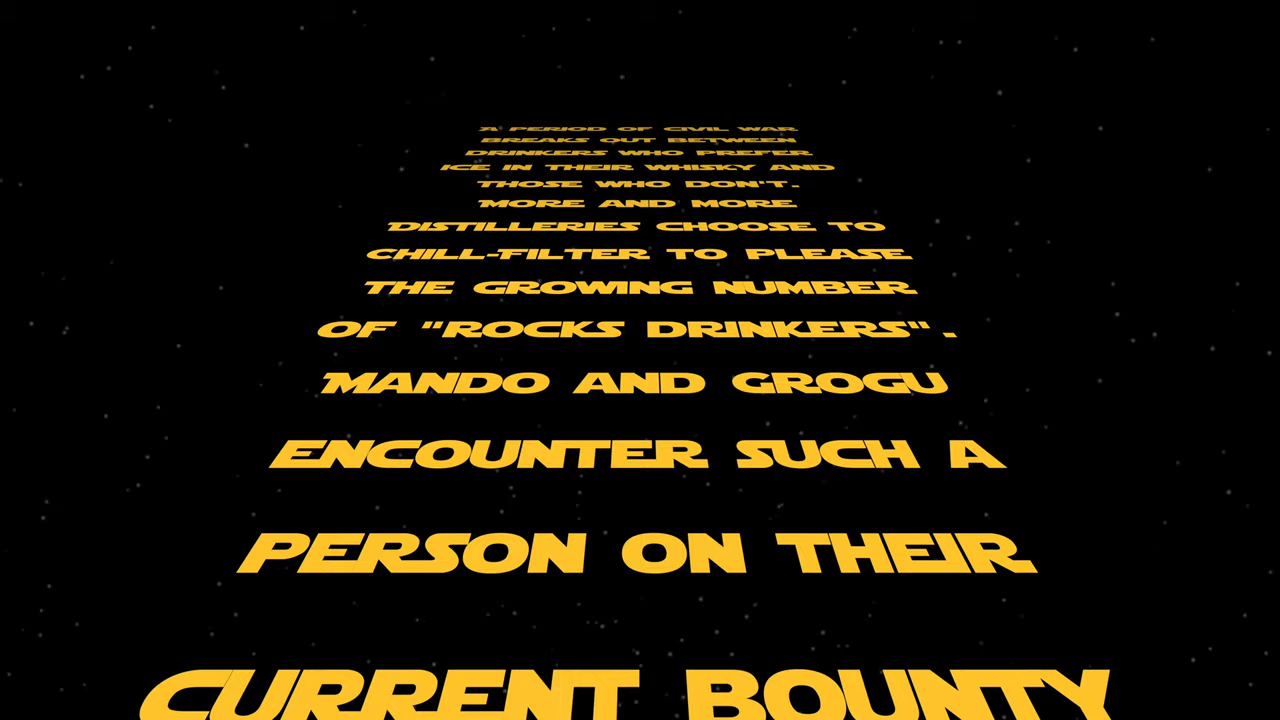 A PERIOD OF CIVIL WAR
BREAKS OUT BETWEEN
DRINKERS WHO PREFER
ICE IN THEIR WHISKY AND
THOSE WHO DON'T.
MORE AND MORE
DISTILLERIES CHOOSE TO
CHILL-FILTER TO PLEASE
THE GROWING NUMBER
OF "ROCKS DRINKERS".
MANDO AND GROGU
ENCOUNTER SUCH A
PERSON ON THEIR
CURRENT BOUNTY